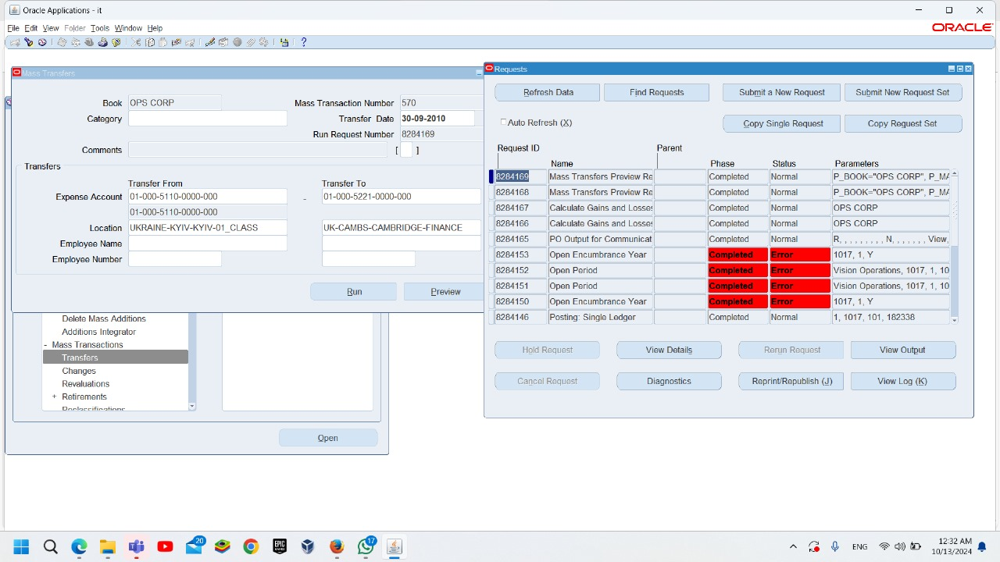 Oracle Applications - it
File Edit View Folder Tools Window Help
ORACLE
Mass Transfers
Book OPS CORP
Mass Transaction Number 570
Category
Transfer Date 30-09-2010
Run Request Number 8284169
Comments
[ ]
Transfers
Transfer From
Transfer To
Expense Account 01-000-5110-0000-000 - 01-000-5221-0000-000
01-000-5110-0000-000
Location UKRAINE-KYIV-KYIV-01_CLASS UK-CAMBS-CAMBRIDGE-FINANCE
Employee Name
Employee Number
Run
Preview
Delete Mass Additions
Additions Integrator
- Mass Transactions
Transfers
Changes
Revaluations
+ Retirements
Reclassifications
Open
Requests
Refresh Data
Find Requests
Submit a New Request
Submit New Request Set
Auto Refresh (X)
Copy Single Request
Copy Request Set
Request ID
Parent
Name
Phase
Status
Parameters
8284169 Mass Transfers Preview Re Completed Normal P_BOOK="OPS CORP", P_MA
8284168 Mass Transfers Preview Re Completed Normal P_BOOK="OPS CORP", P_MA
8284167 Calculate Gains and Losses Completed Normal OPS CORP
8284166 Calculate Gains and Losses Completed Normal OPS CORP
8284165 PO Output for Communicat Completed Normal R, , , , , , , , , , N, , , , , , , View,
8284153 Open Encumbrance Year Completed Error 1017, 1, Y
8284152 Open Period Completed Error Vision Operations, 1017, 1, 10
8284151 Open Period Completed Error Vision Operations, 1017, 1, 10
8284150 Open Encumbrance Year Completed Error 1017, 1, Y
8284146 Posting: Single Ledger Completed Normal 1, 1017, 101, 182338
Hold Request
View Details
Rerun Request
View Output
Cancel Request
Diagnostics
Reprint/Republish (J)
View Log (K)
20
EPIC
GAMES
17
ENG
12:32 AM
10/13/2024